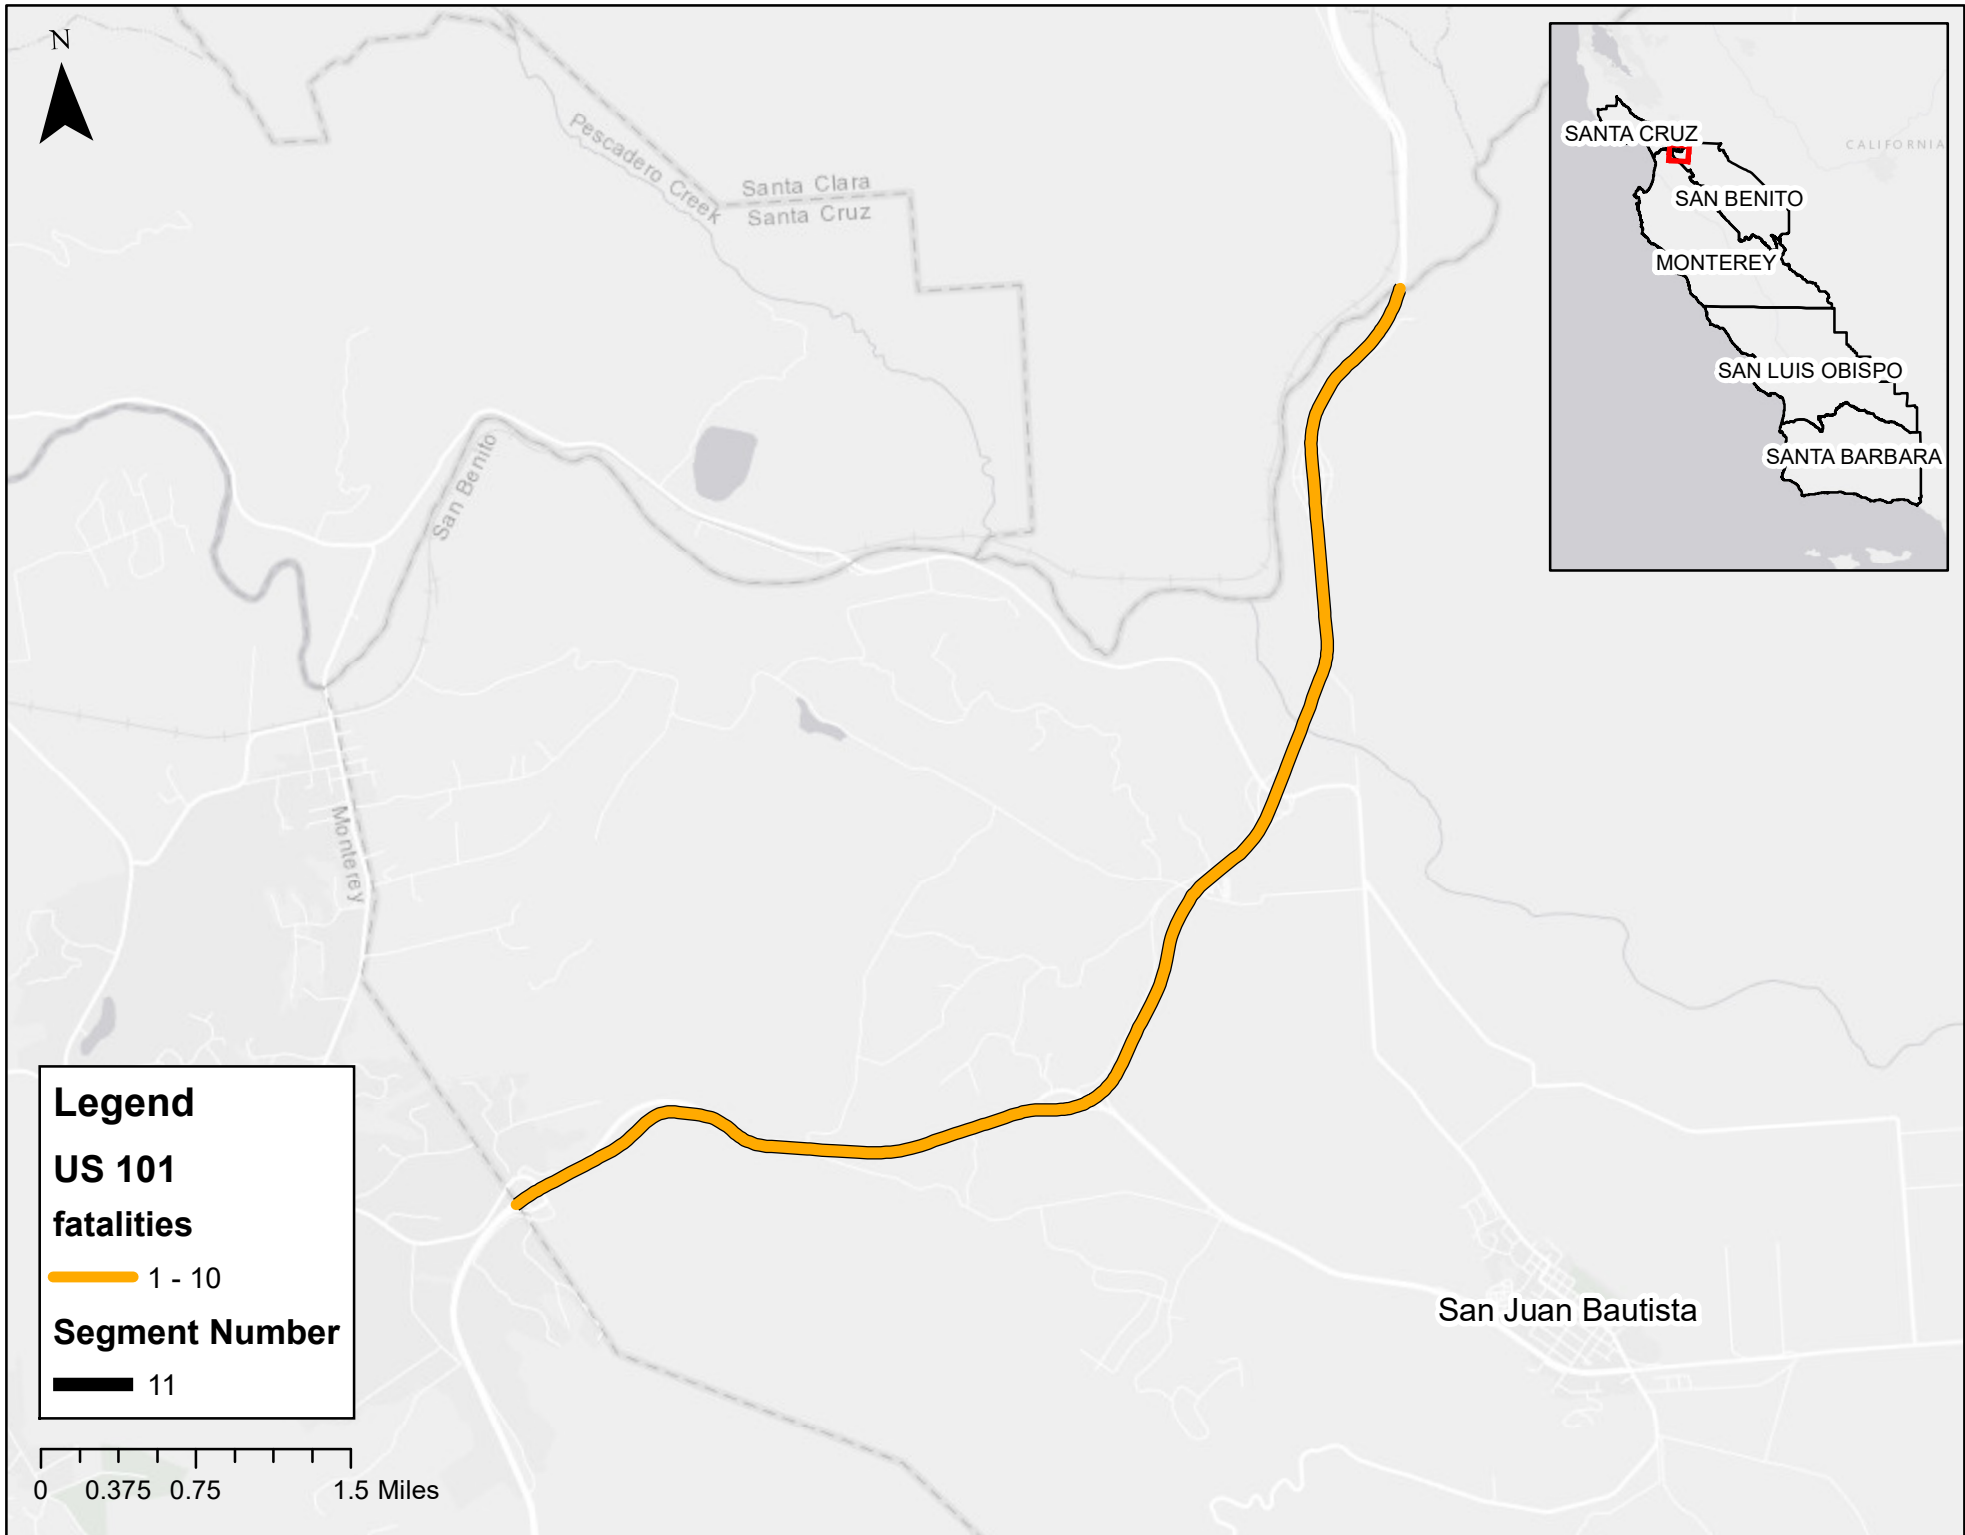 N
Pescadero Creek
Santa Clara
Santa Cruz
San Benito
Monterey
SANTA CRUZ
CALIFORNIA
SAN BENITO
MONTEREY
SAN LUIS OBISPO
SANTA BARBARA
San Juan Bautista
Legend
US 101
fatalities
1 - 10
Segment Number
11
0 0.375 0.75 1.5 Miles